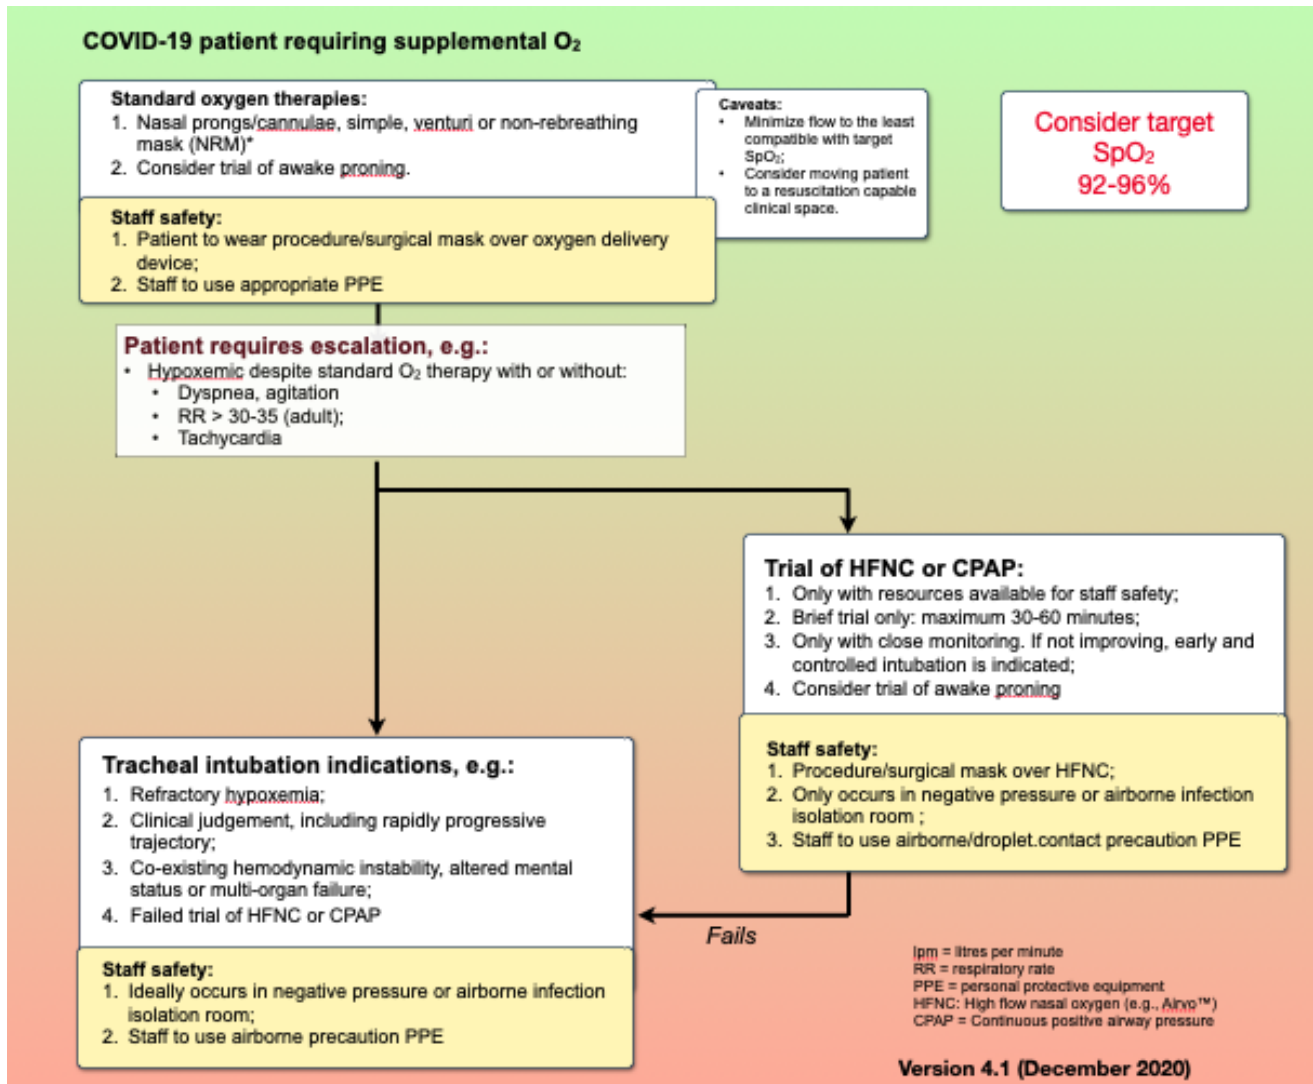 COVID-19 patient requiring supplemental O₂
Standard oxygen therapies:
1. Nasal prongs/cannulae, simple, venturi or non-rebreathing
mask (NRM)*
2. Consider trial of awake proning.
Caveats:
• Minimize flow to the least
compatible with target
SpO₂;
• Consider moving patient
to a resuscitation capable
clinical space.
Consider target
SpO₂
92-96%
Staff safety:
1. Patient to wear procedure/surgical mask over oxygen delivery
device;
2. Staff to use appropriate PPE
Patient requires escalation, e.g.:
• Hypoxemic despite standard O₂ therapy with or without:
• Dyspnea, agitation
• RR > 30-35 (adult);
• Tachycardia
Trial of HFNC or CPAP:
1. Only with resources available for staff safety;
2. Brief trial only: maximum 30-60 minutes;
3. Only with close monitoring. If not improving, early and
controlled intubation is indicated;
4. Consider trial of awake proning
Staff safety:
1. Procedure/surgical mask over HFNC;
2. Only occurs in negative pressure or airborne infection
isolation room ;
3. Staff to use airborne/droplet.contact precaution PPE
Fails
Tracheal intubation indications, e.g.:
1. Refractory hypoxemia;
2. Clinical judgement, including rapidly progressive
trajectory;
3. Co-existing hemodynamic instability, altered mental
status or multi-organ failure;
4. Failed trial of HFNC or CPAP
Staff safety:
1. Ideally occurs in negative pressure or airborne infection
isolation room;
2. Staff to use airborne precaution PPE
lpm = litres per minute
RR = respiratory rate
PPE = personal protective equipment
HFNC: High flow nasal oxygen (e.g., Airvo™)
CPAP = Continuous positive airway pressure
Version 4.1 (December 2020)